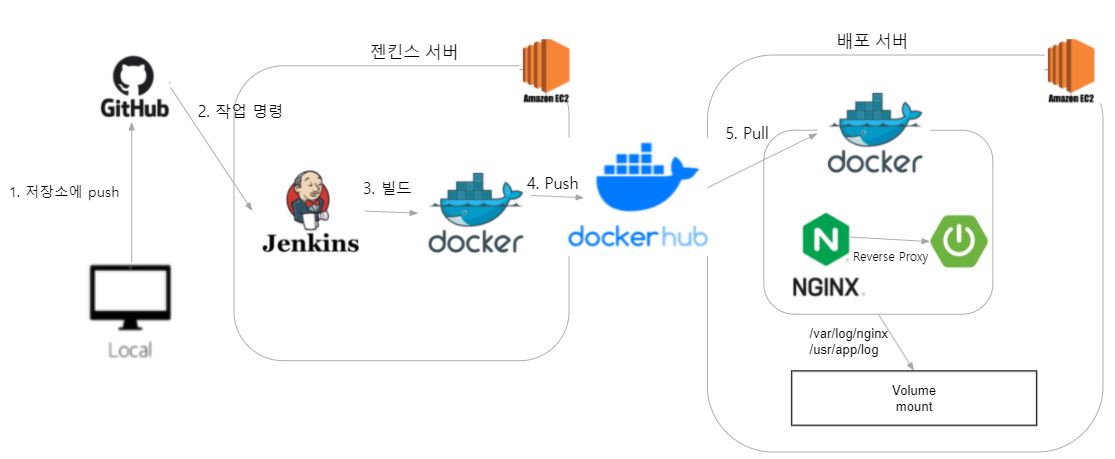 젠킨스 서버
배포 서버
Amazon EC2
Amazon EC2
GitHub
2. 작업 명령
1. 저장소에 push
Jenkins
3. 빌드
docker
4. Push
docker hub
5. Pull
docker
NGINX
Reverse Proxy
Local
/var/log/nginx
/usr/app/log
Volume
mount